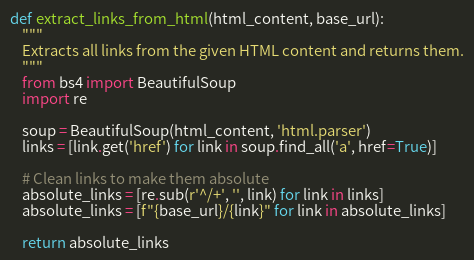 def extract_links_from_html(html_content, base_url):
    """
    Extracts all links from the given HTML content and returns them.
    """
    from bs4 import BeautifulSoup
    import re

    soup = BeautifulSoup(html_content, 'html.parser')
    links = [link.get('href') for link in soup.find_all('a', href=True)]

    # Clean links to make them absolute
    absolute_links = [re.sub(r'^/+', '', link) for link in links]
    absolute_links = [f"{base_url}/{link}" for link in absolute_links]

    return absolute_links